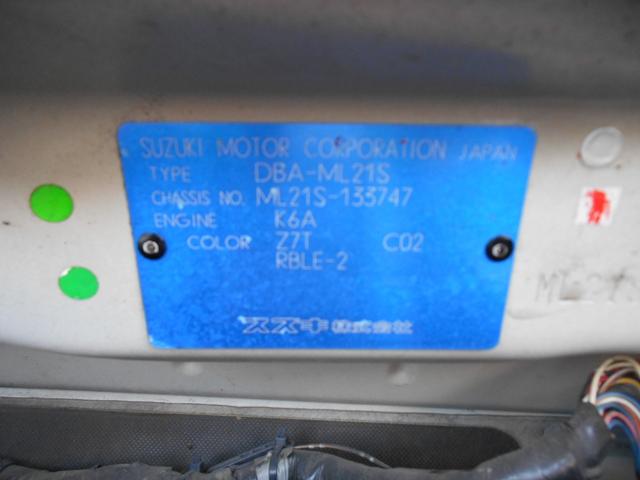 SUZUKI MOTOR CORPORATION JAPAN
TYPE DBA-ML21S
CHASSIS NO. ML21S-133747
ENGINE K6A
COLOR Z7T C02
RBLE-2
スズキ株式会社